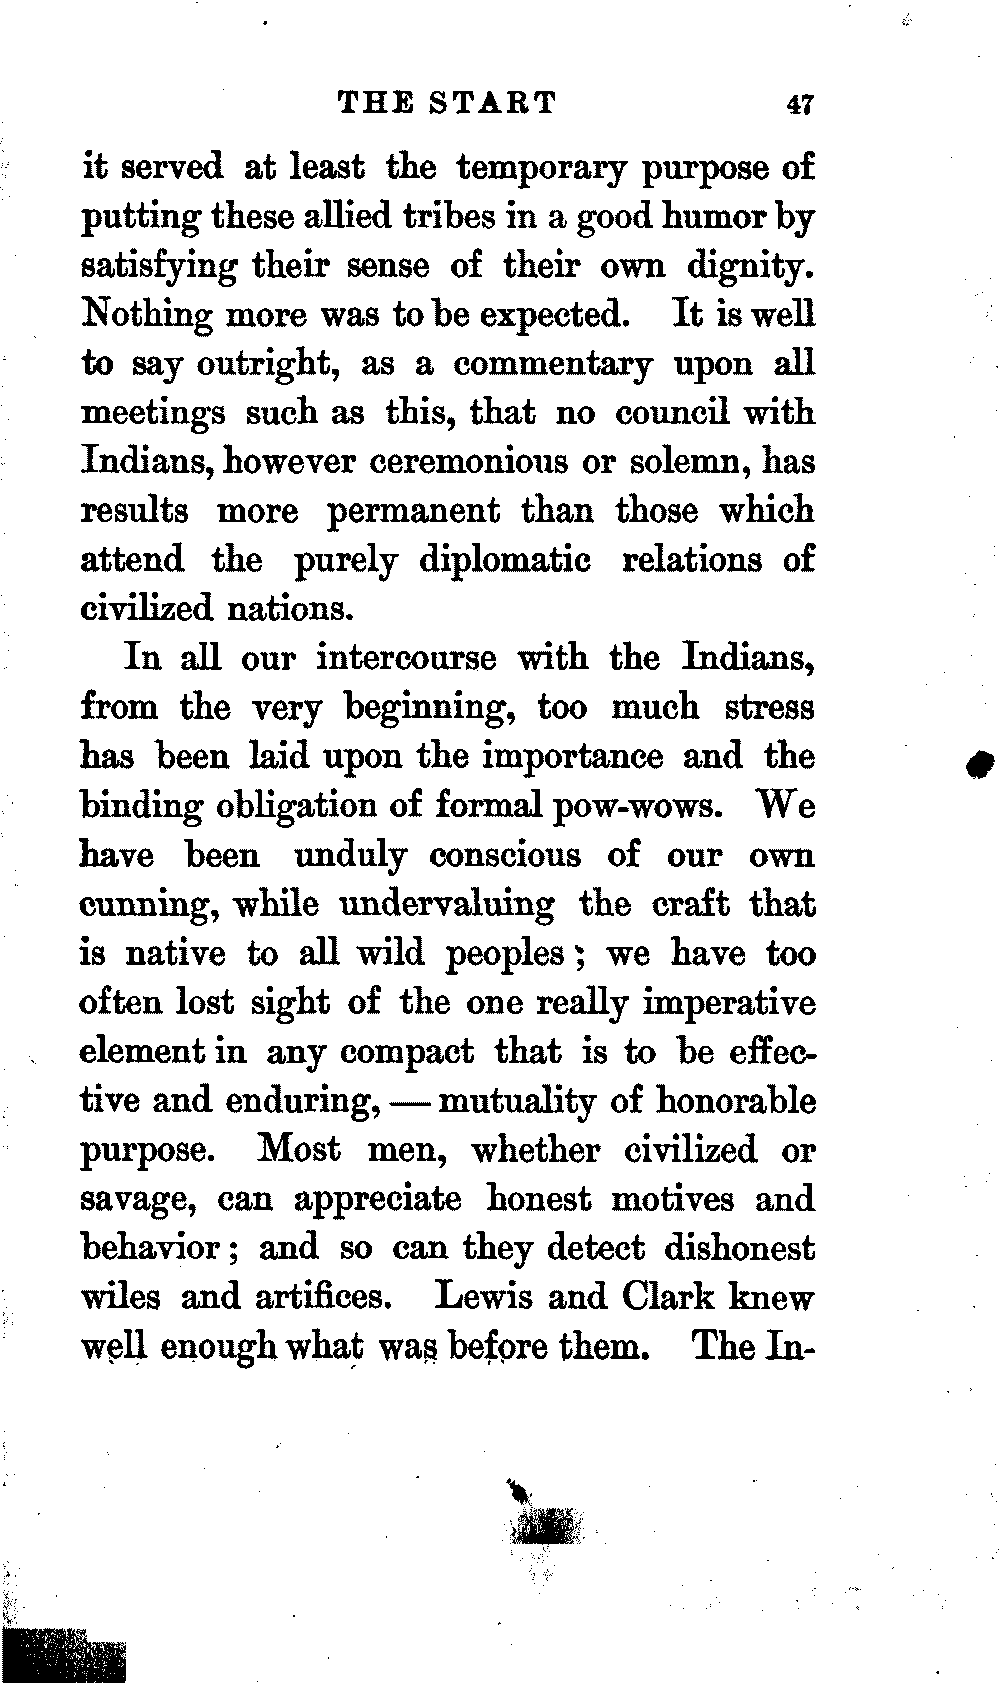 THE START 47
it served at least the temporary purpose of
putting these allied tribes in a good humor by
satisfying their sense of their own dignity.
Nothing more was to be expected. It is well
to say outright, as a commentary upon all
meetings such as this, that no council with
Indians, however ceremonious or solemn, has
results more permanent than those which
attend the purely diplomatic relations of
civilized nations.
In all our intercourse with the Indians,
from the very beginning, too much stress
has been laid upon the importance and the
binding obligation of formal pow-wows. We
have been unduly conscious of our own
cunning, while undervaluing the craft that
is native to all wild peoples; we have too
often lost sight of the one really imperative
element in any compact that is to be effec-
tive and enduring, — mutuality of honorable
purpose. Most men, whether civilized or
savage, can appreciate honest motives and
behavior; and so can they detect dishonest
wiles and artifices. Lewis and Clark knew
well enough what was before them. The In-